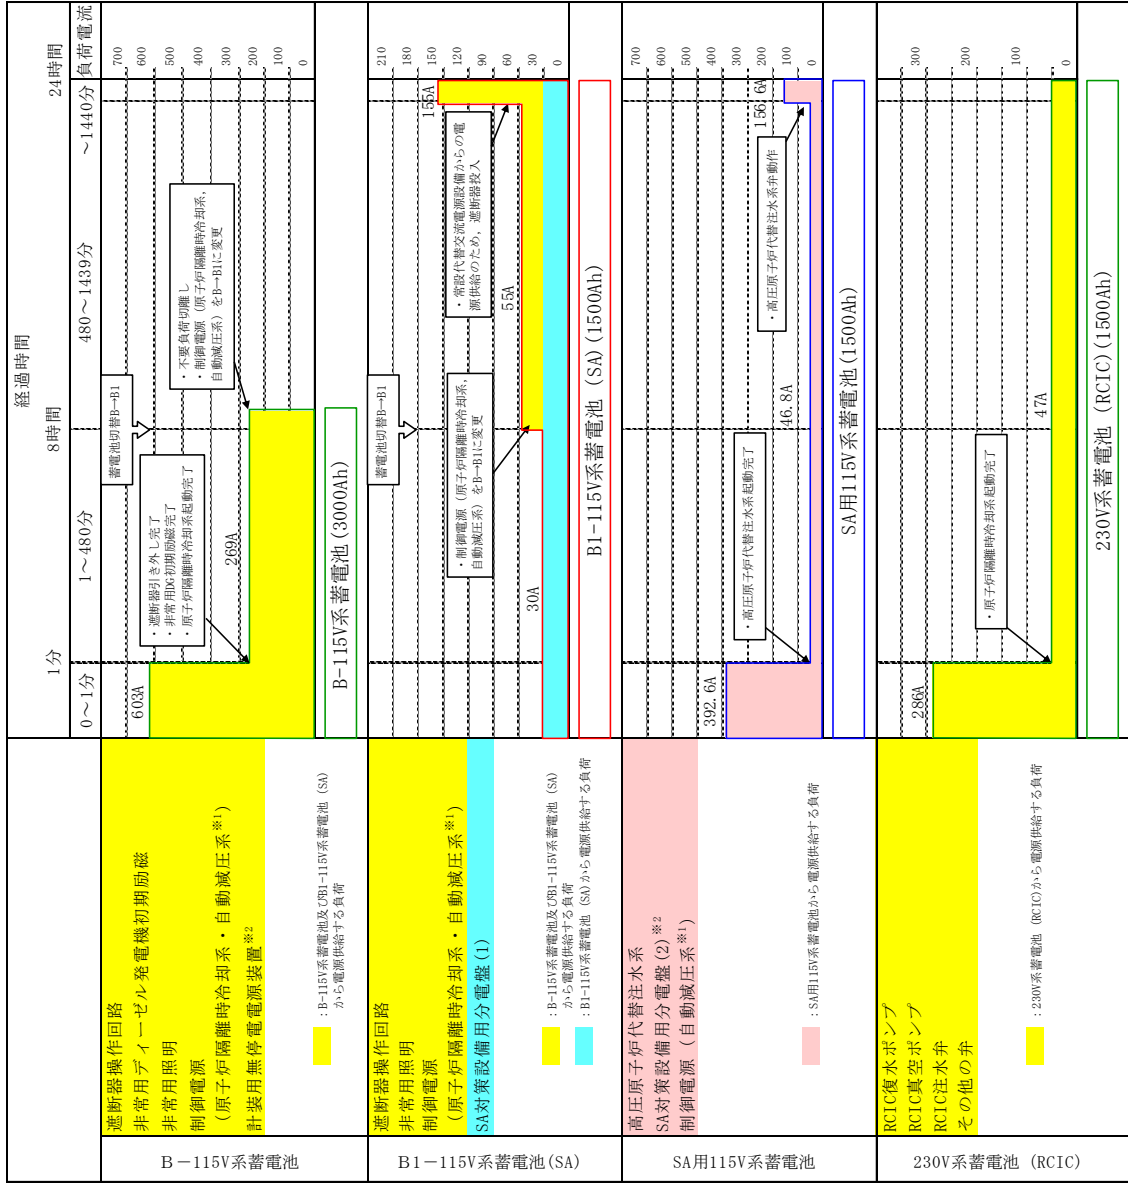 経過時間
1分
8時間
24時間
0～1分
1～480分
480～1439分
～1440分
負荷電流
B－115V系蓄電池
遮断器操作回路
非常用ディーゼル発電機初期励磁
非常用照明
制御電源
(原子炉隔離時冷却系・自動減圧系※1)
計装用無停電電源装置※2
：B-115V系蓄電池及びB1-115V系蓄電池 (SA)
から電源供給する負荷
603A
・遮断器引き外し完了
・非常用DG初期励磁完了
・原子炉隔離時冷却系起動完了
269A
蓄電池切替B→B1
・不要負荷切離し
・制御電源 (原子炉隔離時冷却系,
自動減圧系) をB→B1に変更
700
600
500
400
300
200
100
0
B-115V系蓄電池(3000Ah)
B1－115V系蓄電池(SA)
遮断器操作回路
非常用照明
制御電源
(原子炉隔離時冷却系・自動減圧系※1)
SA対策設備用分電盤(1)
：B-115V系蓄電池及びB1-115V系蓄電池 (SA)
から電源供給する負荷
：B1-115V系蓄電池 (SA)から電源供給する負荷
蓄電池切替B→B1
30A
・制御電源 (原子炉隔離時冷却系,
自動減圧系) をB→B1に変更
55A
・常設代替交流電源設備からの電
源供給のため, 遮断器投入
155A
210
180
150
120
90
60
30
0
B1-115V系蓄電池 (SA)(1500Ah)
SA用115V系蓄電池
高圧原子炉代替注水系
SA対策設備用分電盤(2)※2
制御電源 (自動減圧系※1)
：SA用115V系蓄電池から電源供給する負荷
392.6A
・高圧原子炉代替注水系起動完了
46.8A
・高圧原子炉代替注水系弁動作
156.6A
700
600
500
400
300
200
100
0
SA用115V系蓄電池(1500Ah)
230V系蓄電池 (RCIC)
RCIC復水ポンプ
RCIC真空ポンプ
RCIC注水弁
その他の弁
：230V系蓄電池 (RCIC)から電源供給する負荷
286A
・原子炉隔離時冷却系起動完了
47A
300
200
100
0
230V系蓄電池 (RCIC)(1500Ah)